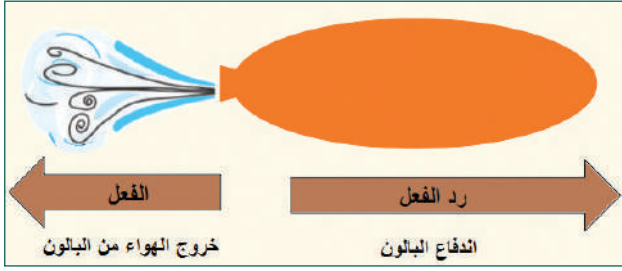 رد الفعل
الفعل
اندفاع البالون
خروج الهواء من البالون